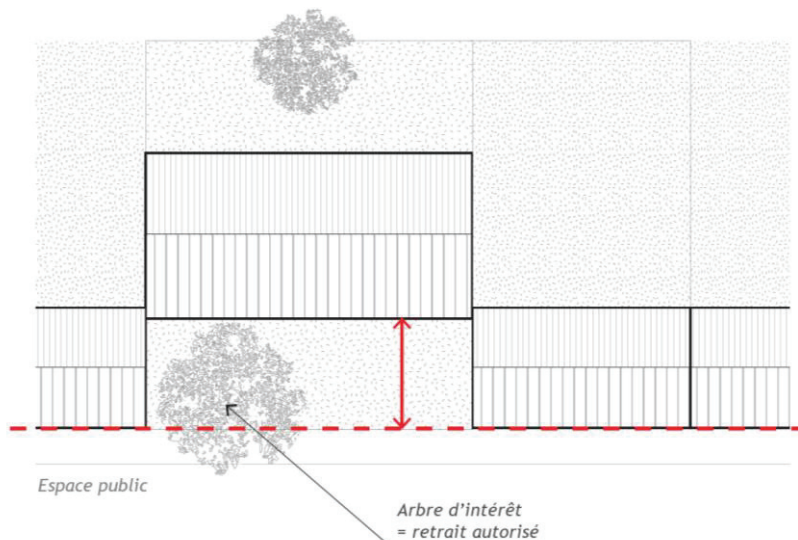 Espace public
Arbre d'intérêt
= retrait autorisé